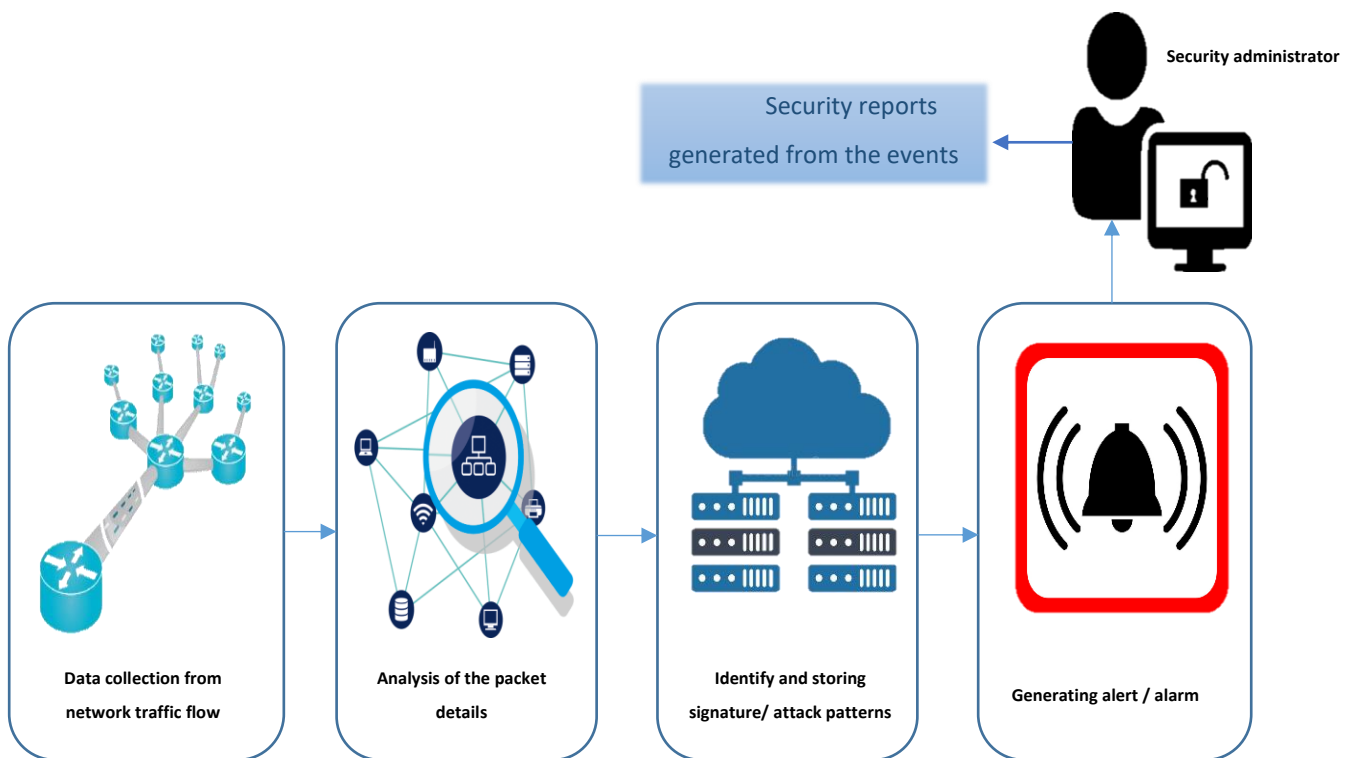 Security administrator
Security reports
generated from the events
Data collection from
network traffic flow
Analysis of the packet
details
Identify and storing
signature/ attack patterns
Generating alert / alarm